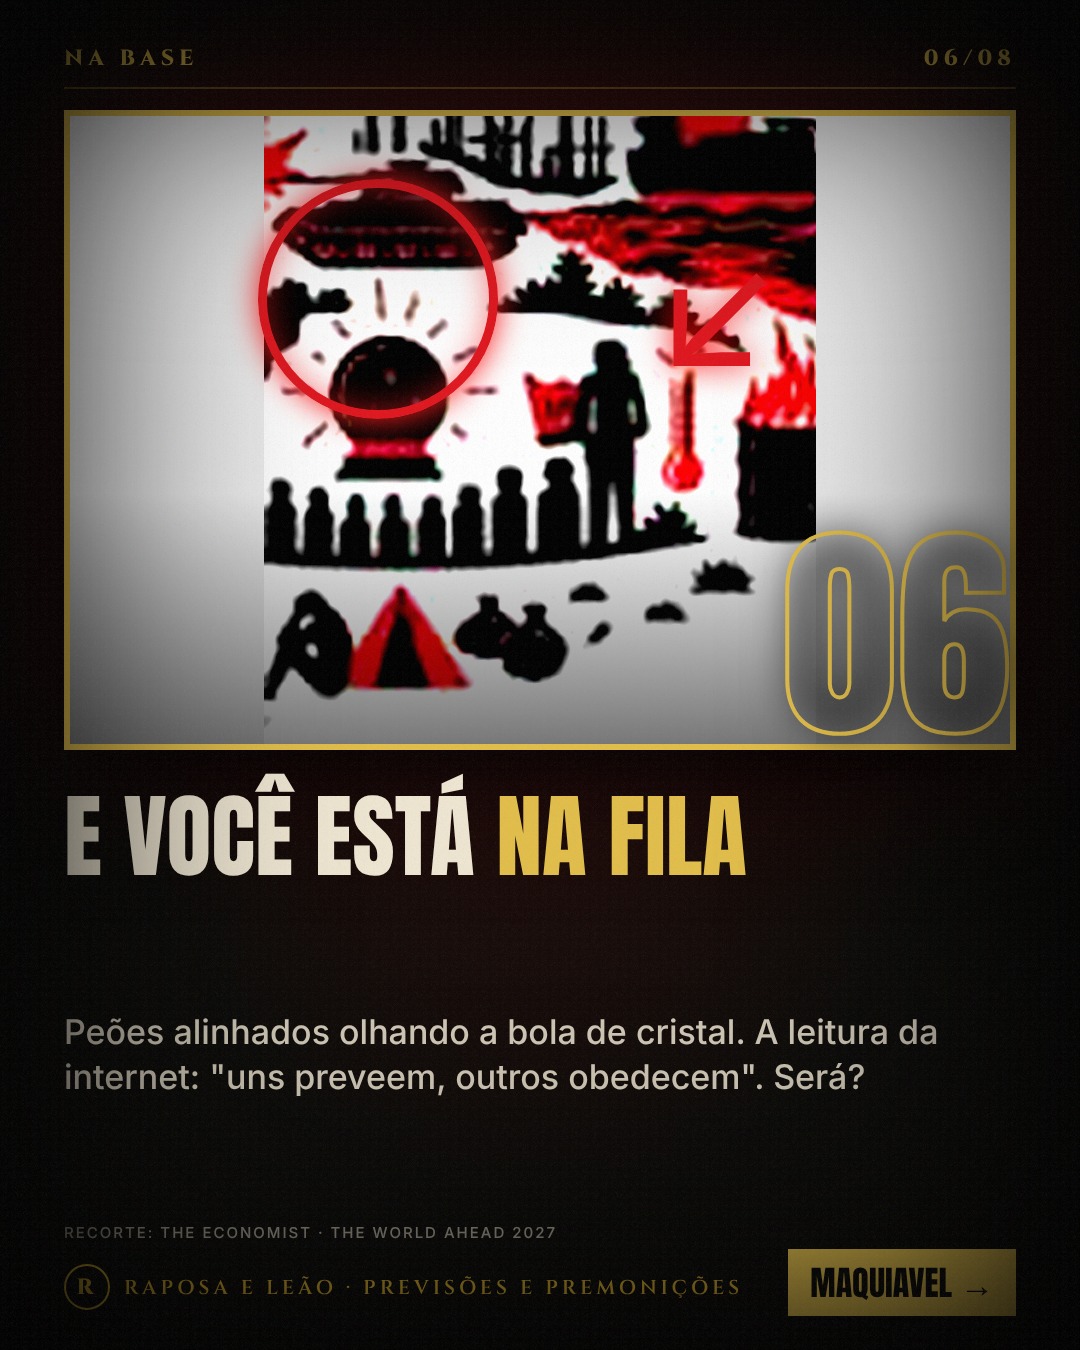 NA BASE
06/08
06
E VOCÊ ESTÁ NA FILA
Peões alinhados olhando a bola de cristal. A leitura da
internet: "uns preveem, outros obedecem". Será?
RECORTE: THE ECONOMIST · THE WORLD AHEAD 2027
R RAPOSA E LEÃO · PREVISÕES E PREMONIÇÕES
MAQUIAVEL →